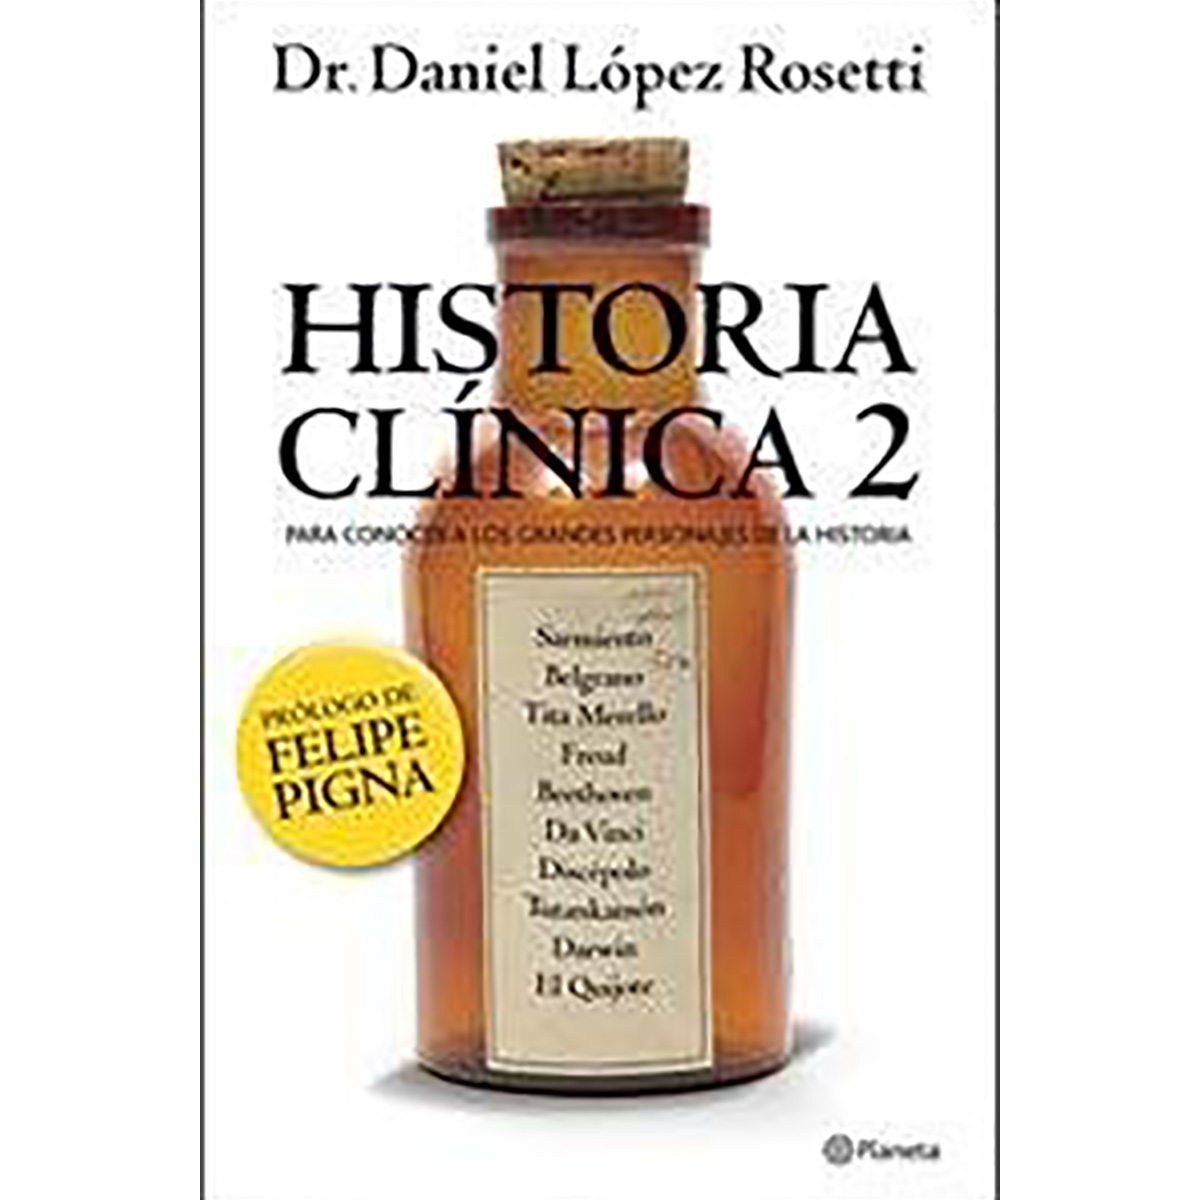 Dr. Daniel López Rosetti
HISTORIA
CLÍNICA 2
PARA CONOCER A LOS GRANDES PERSONAJES DE LA HISTORIA
Sarmiento
Belgrano
Tita Merello
Freud
Beethoven
Da Vinci
Discépolo
Tutankamón
Darwin
El Quijote
PRÓLOGO DE
FELIPE
PIGNA
Planeta